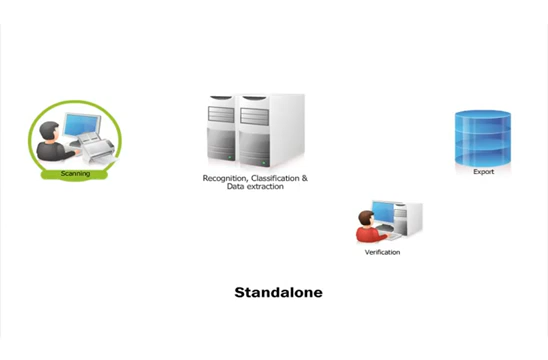 Scanning
Recognition, Classification &
Data extraction
Export
Verification
Standalone